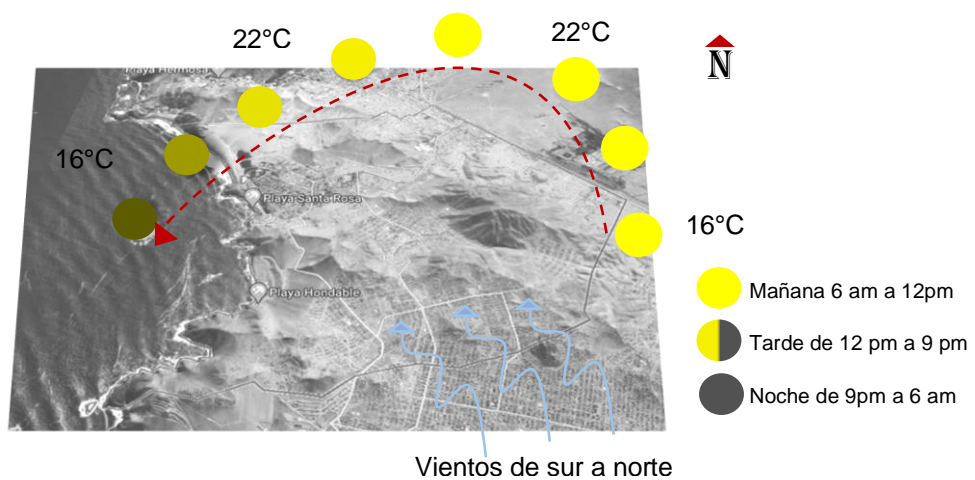 22°C
22°C
N
Playa Hermosa
16°C
Playa Santa Rosa
16°C
Playa Hondable
Mañana 6 am a 12pm
Tarde de 12 pm a 9 pm
Noche de 9pm a 6 am
Vientos de sur a norte